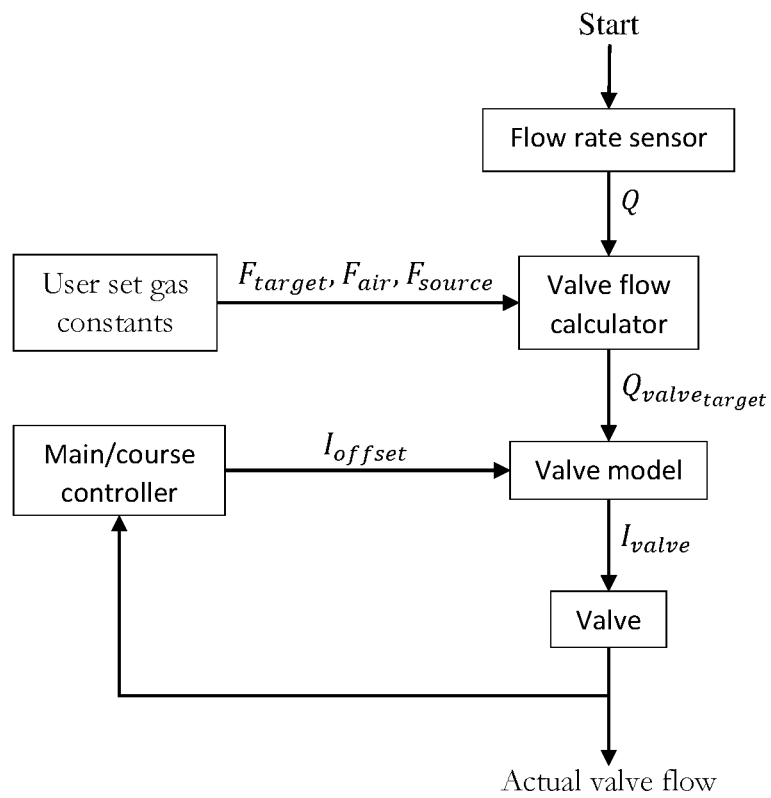 Start
Flow rate sensor
Q
User set gas
constants
F_target, F_air, F_source
Valve flow
calculator
Q_valve_target
Main/course
controller
I_offset
Valve model
I_valve
Valve
Actual valve flow